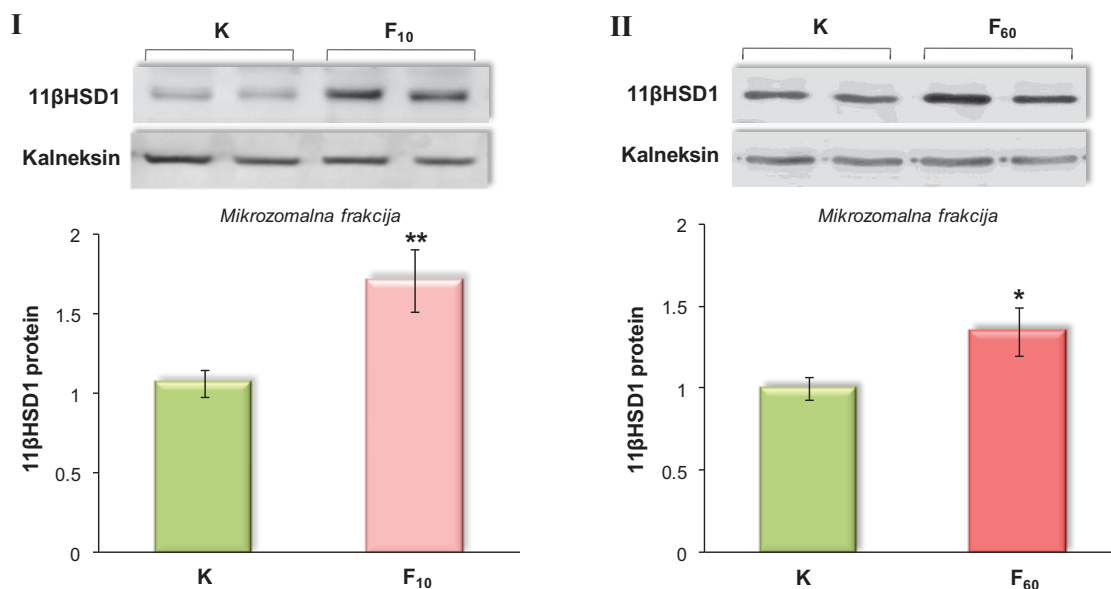 I
K F₁₀
11βHSD1
Kalneksin
Mikrozomalna frakcija
**
11βHSD1 protein
2
1.5
1
0.5
0
K F₁₀
II
K F₆₀
11βHSD1
Kalneksin
Mikrozomalna frakcija
*
11βHSD1 protein
2
1.5
1
0.5
0
K F₆₀